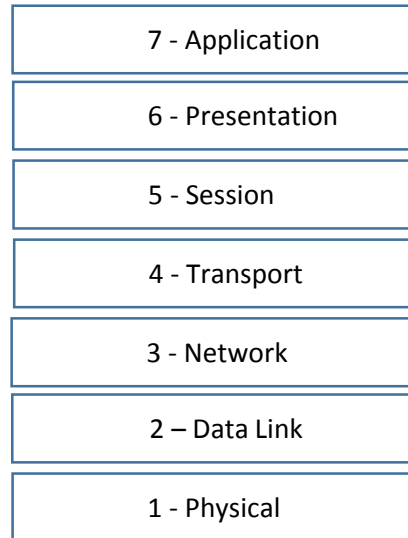 7 - Application
6 - Presentation
5 - Session
4 - Transport
3 - Network
2 – Data Link
1 - Physical